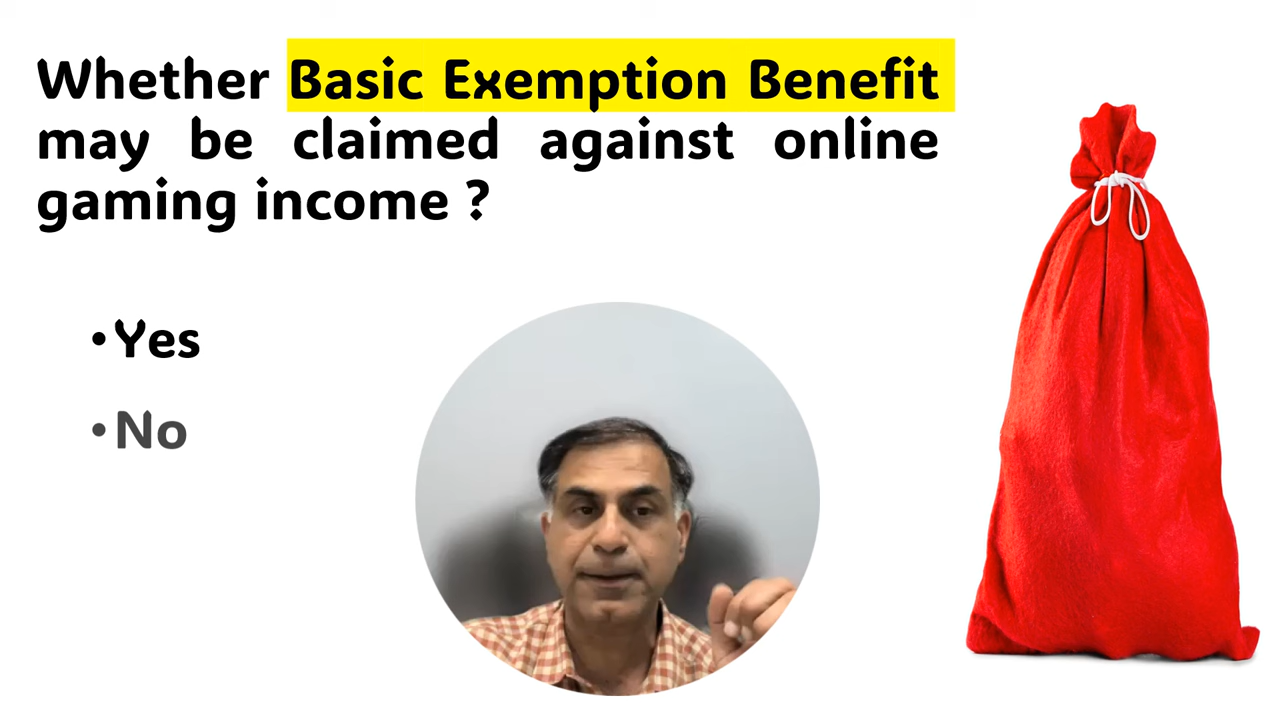 Whether Basic Exemption Benefit
may be claimed against online
gaming income ?
•Yes
•No